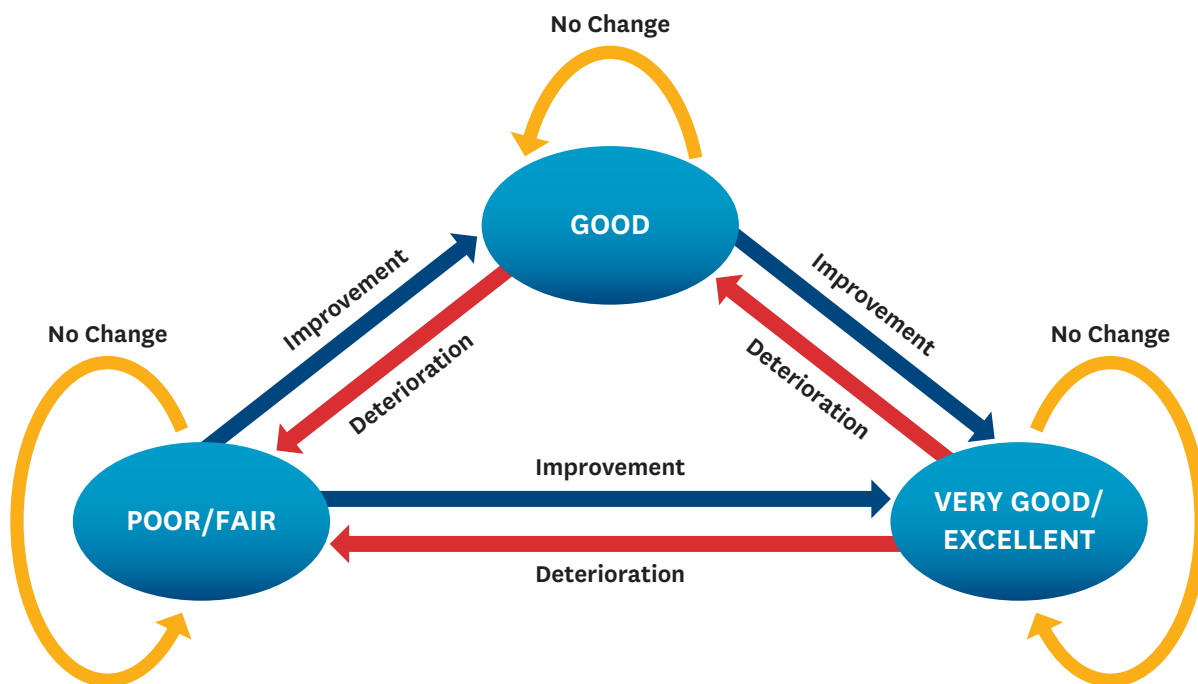 No Change
GOOD
Improvement
Improvement
Deterioration
Deterioration
No Change
No Change
Improvement
POOR/FAIR
VERY GOOD/
EXCELLENT
Deterioration